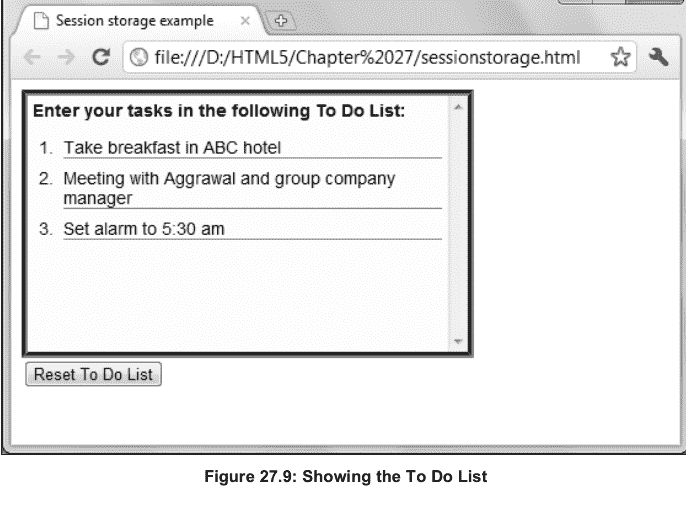 Session storage example
file:///D:/HTML5/Chapter%2027/sessionstorage.html
Enter your tasks in the following To Do List:
1. Take breakfast in ABC hotel
2. Meeting with Aggrawal and group company
manager
3. Set alarm to 5:30 am
Reset To Do List
Figure 27.9: Showing the To Do List